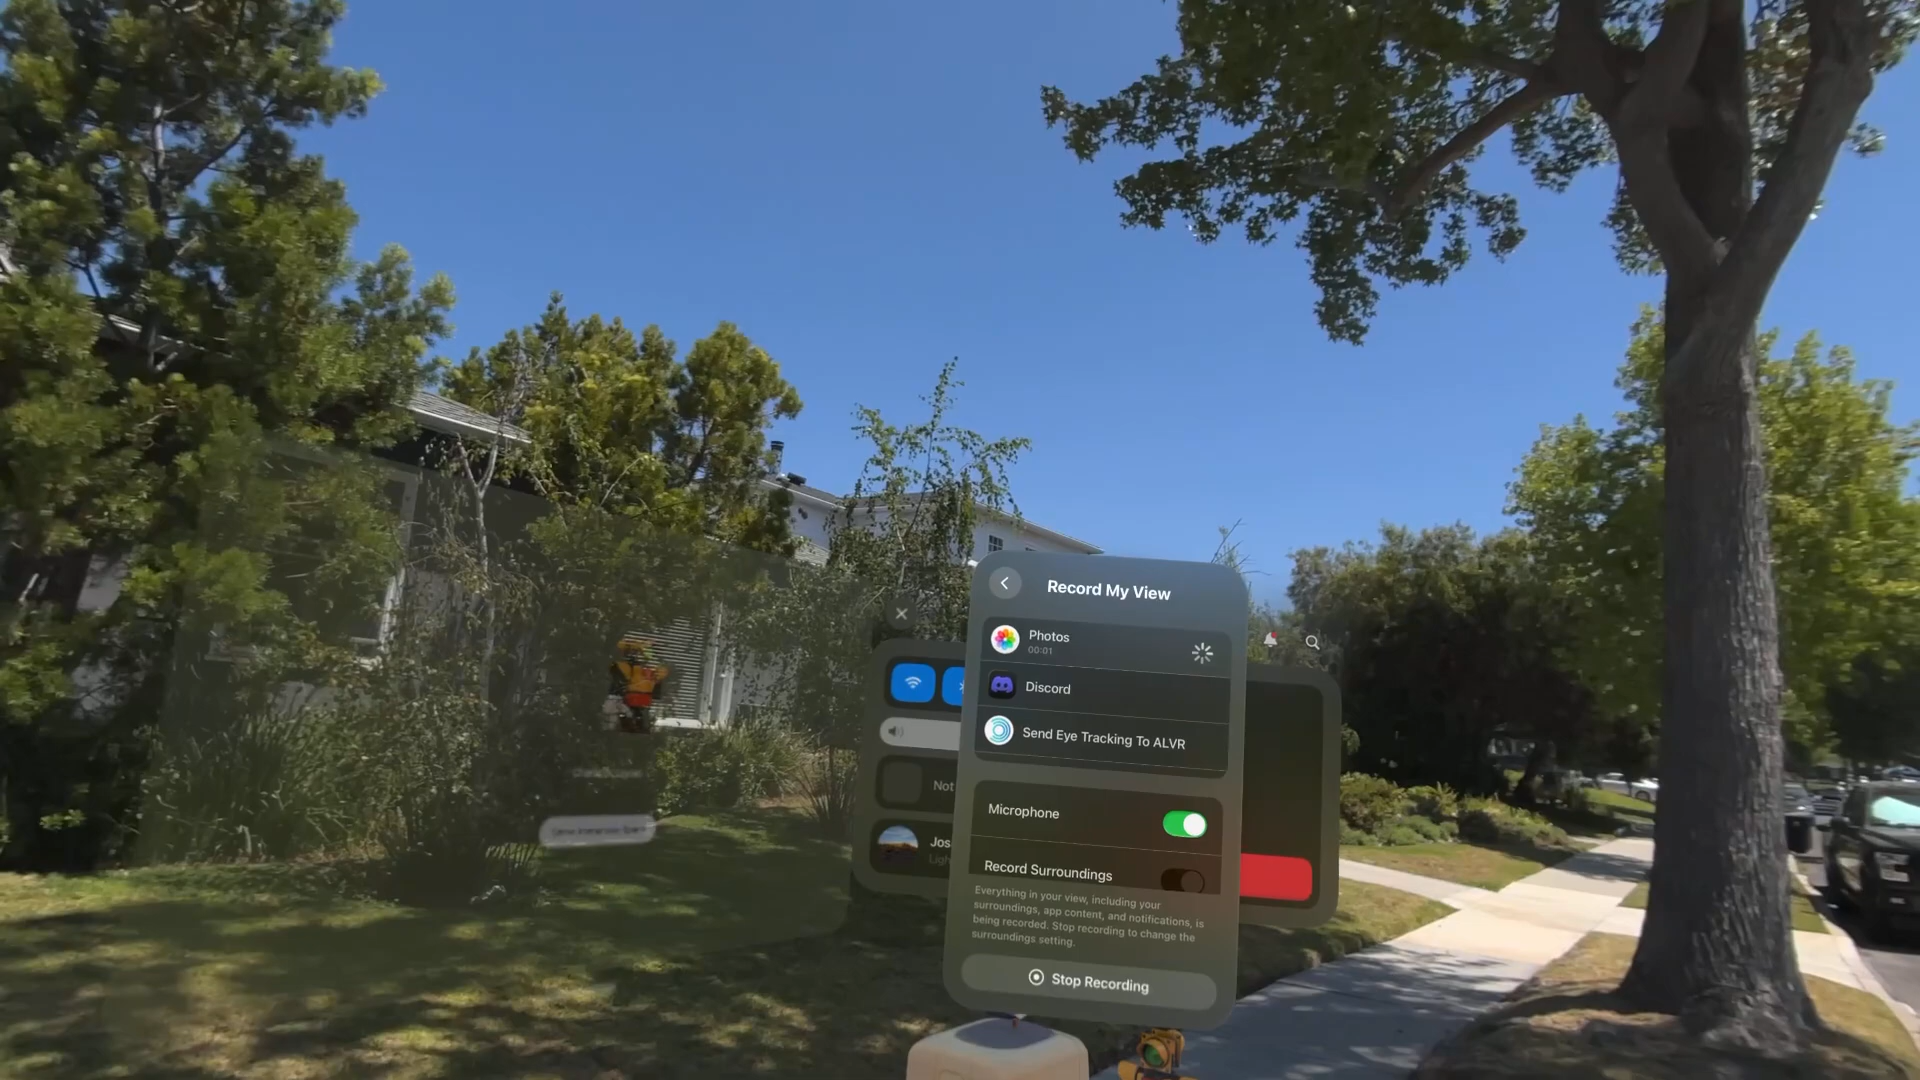 Record My View
Photos
00:01
Discord
Send Eye Tracking To ALVR
Not
Jos
Ligh
Microphone
Record Surroundings
Everything in your view, including your
surroundings, app content, and notifications, is
being recorded. Stop recording to change the
surroundings setting.
Stop Recording